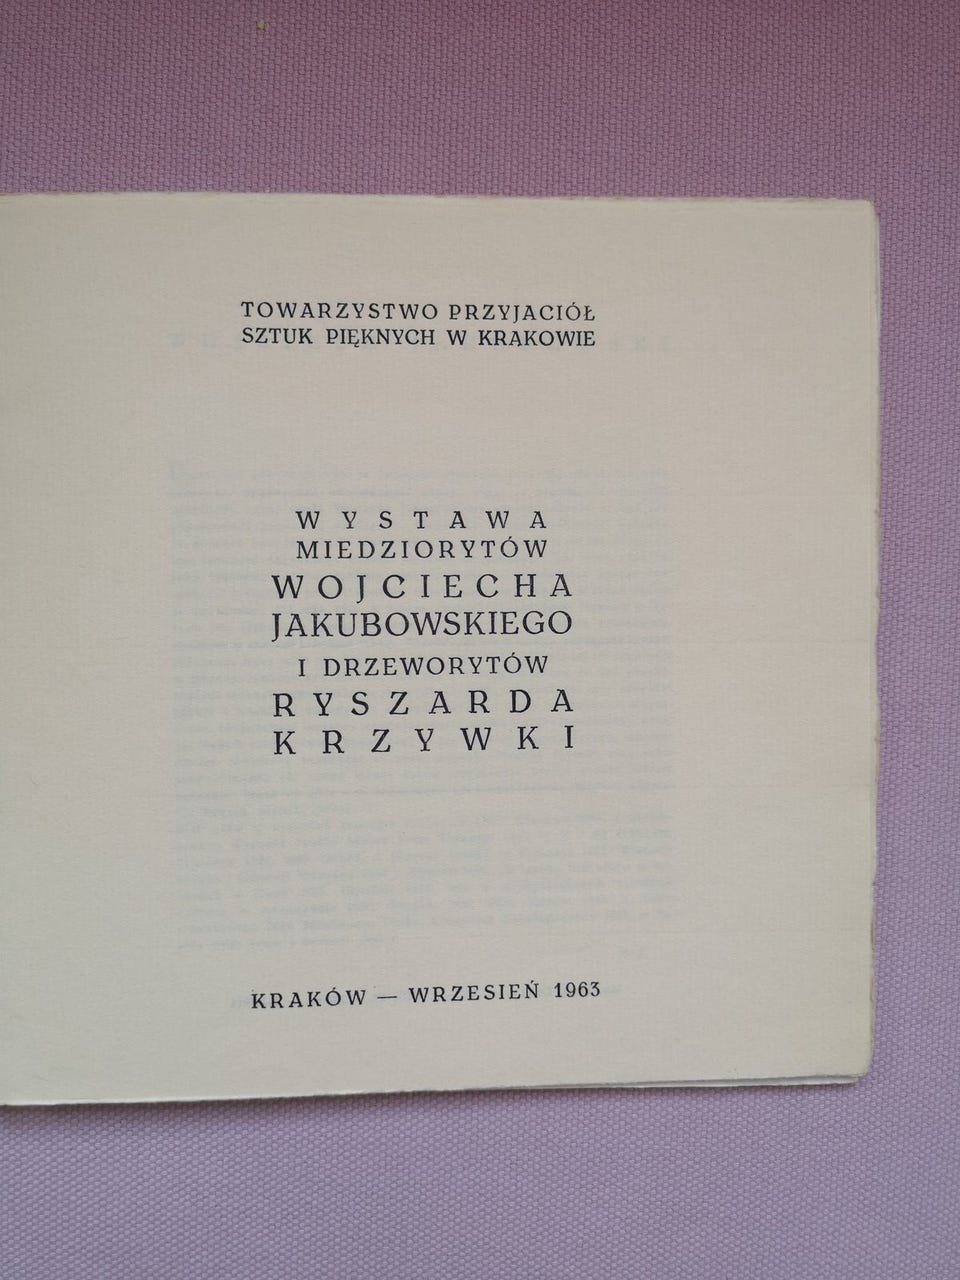 TOWARZYSTWO PRZYJACIÓŁ
SZTUK PIĘKNYCH W KRAKOWIE
WYSTAWA
MIEDZIORYTÓW
WOJCIECHA
JAKUBOWSKIEGO
I DRZEWORYTÓW
RYSZARDA
KRZYWKI
KRAKÓW — WRZESIEŃ 1963